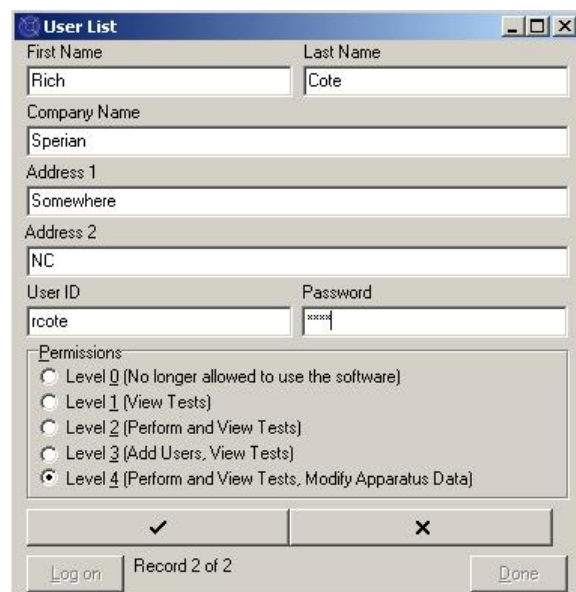 User List
First Name Last Name
Rich Cote
Company Name
Sperian
Address 1
Somewhere
Address 2
NC
User ID Password
rcote ****
Permissions
Level 0 (No longer allowed to use the software)
Level 1 (View Tests)
Level 2 (Perform and View Tests)
Level 3 (Add Users, View Tests)
Level 4 (Perform and View Tests, Modify Apparatus Data)
Log on Record 2 of 2 Done